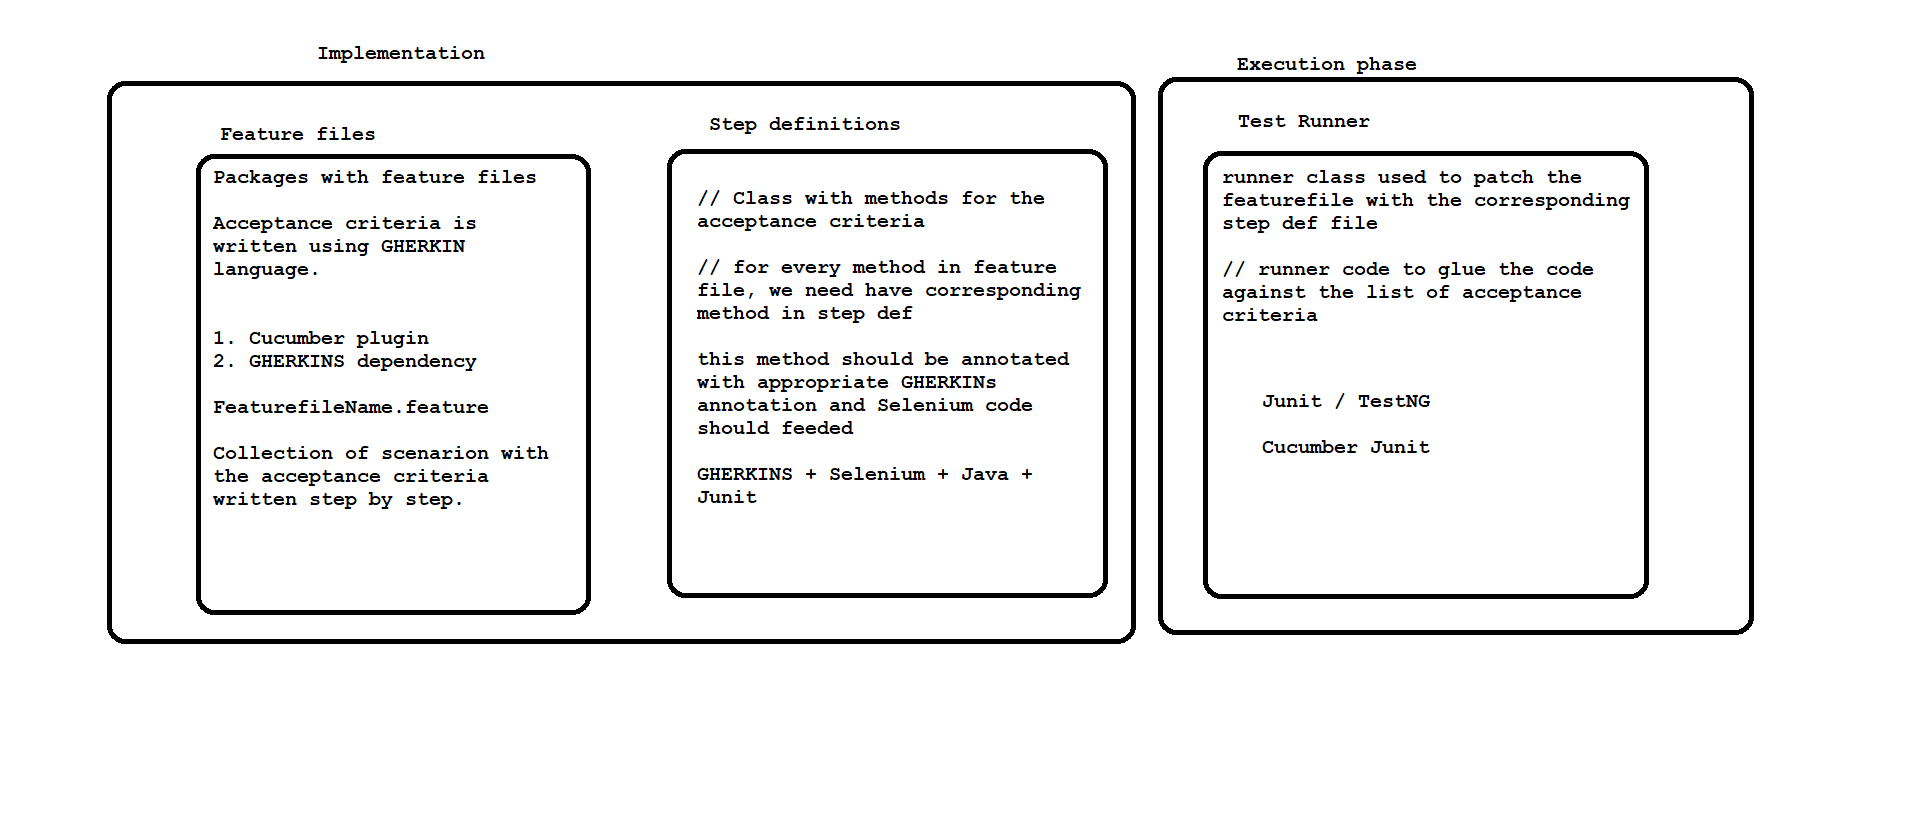 Implementation
Feature files
Packages with feature files
Acceptance criteria is
written using GHERKIN
language.
1. Cucumber plugin
2. GHERKINS dependency
FeaturefileName.feature
Collection of scenarion with
the acceptance criteria
written step by step.
Step definitions
// Class with methods for the
acceptance criteria
// for every method in feature
file, we need have corresponding
method in step def
this method should be annotated
with appropriate GHERKINs
annotation and Selenium code
should feeded
GHERKINS + Selenium + Java +
Junit
Execution phase
Test Runner
runner class used to patch the
featurefile with the corresponding
step def file
// runner code to glue the code
against the list of acceptance
criteria
Junit / TestNG
Cucumber Junit